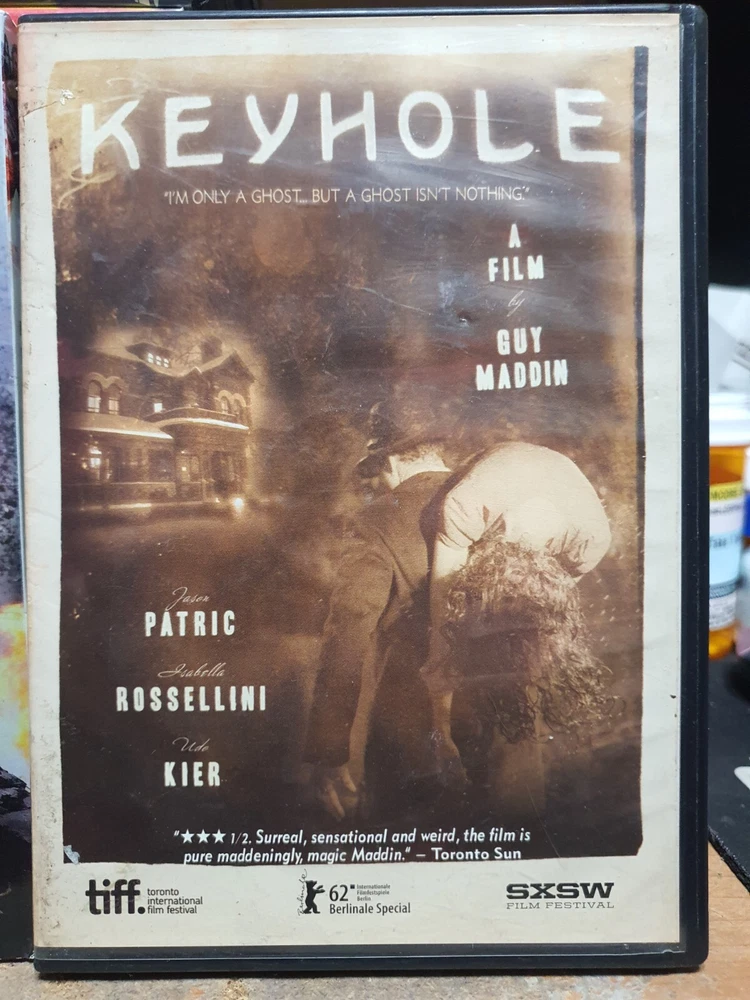 KEYHOLE
"I'M ONLY A GHOST... BUT A GHOST ISN'T NOTHING."
A
FILM
by
GUY
MADDIN
Jason
PATRIC
Isabella
ROSSELLINI
Udo
KIER
"★★★ 1/2. Surreal, sensational and weird, the film is
pure maddeningly, magic Maddin." – Toronto Sun
tiff. toronto
international
film festival
Berlinale
62 Internationale
Filmfestspiele
Berlin
Berlinale Special
SXSW
FILM FESTIVAL